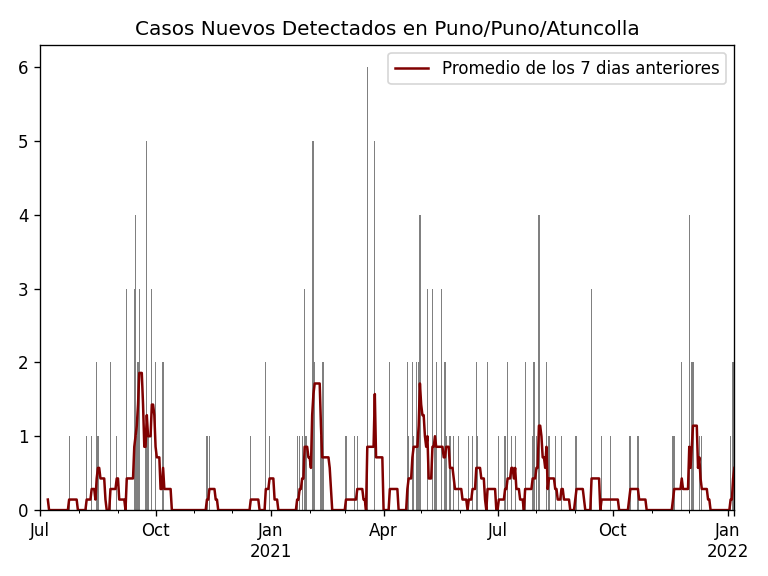 Casos Nuevos Detectados en Puno/Puno/Atuncolla
Promedio de los 7 dias anteriores
6
5
4
3
2
1
0
Jul Oct Jan Apr Jul Oct Jan
2021 2022